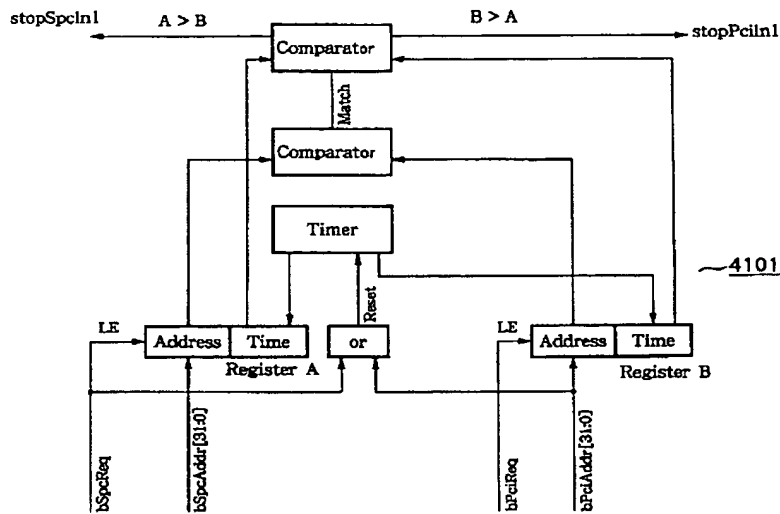 stopSpcIn1
A > B
B > A
stopPciIn1
Comparator
Match
Comparator
Timer
4101
Reset
LE
LE
Address Time
or
Address Time
Register A
Register B
bSpcReq
bSpcAddr[31:0]
bPciReq
bPciAddr[31:0]